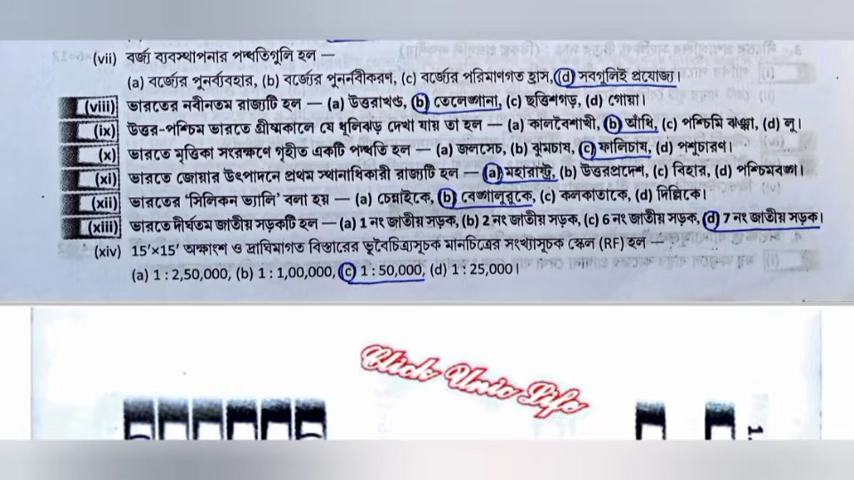 (vii) বর্জ্য ব্যবস্থাপনার পদ্ধতিগুলি হল —
(a) বর্জ্যের পুনর্ব্যবহার, (b) বর্জ্যের পুনর্নবীকরণ, (c) বর্জ্যের পরিমাণগত হ্রাস, (d) সবগুলিই প্রযোজ্য।
(viii) ভারতের নবীনতম রাজ্যটি হল — (a) উত্তরাখণ্ড, (b) তেলেঙ্গানা, (c) ছত্তিশগড়, (d) গোয়া।
(ix) উত্তর-পশ্চিম ভারতে গ্রীষ্মকালে যে ধূলিঝড় দেখা যায় তা হল — (a) কালবৈশাখী, (b) আঁধি, (c) পশ্চিমি ঝঞ্ঝা, (d) লূ।
(x) ভারতে মৃত্তিকা সংরক্ষণে গৃহীত একটি পদ্ধতি হল — (a) জলসেচ, (b) ঝুমচাষ, (c) ফালিচাষ, (d) পশুচারণ।
(xi) ভারতে জোয়ার উৎপাদনে প্রথম স্থানাধিকারী রাজ্যটি হল — (a) মহারাষ্ট্র, (b) উত্তরপ্রদেশ, (c) বিহার, (d) পশ্চিমবঙ্গ।
(xii) ভারতের 'সিলিকন ভ্যালি' বলা হয় — (a) চেন্নাইকে, (b) বেঙ্গালুরুকে, (c) কলকাতাকে, (d) দিল্লিকে।
(xiii) ভারতে দীর্ঘতম জাতীয় সড়কটি হল — (a) 1 নং জাতীয় সড়ক, (b) 2 নং জাতীয় সড়ক, (c) 6 নং জাতীয় সড়ক, (d) 7 নং জাতীয় সড়ক।
(xiv) 15'×15' অক্ষাংশ ও দ্রাঘিমাগত বিস্তারের ভূবৈচিত্র্যসূচক মানচিত্রের সংখ্যাসূচক স্কেল (RF) হল —
(a) 1 : 2,50,000, (b) 1 : 1,00,000, (c) 1 : 50,000, (d) 1 : 25,000।
Click Unic Life
1.